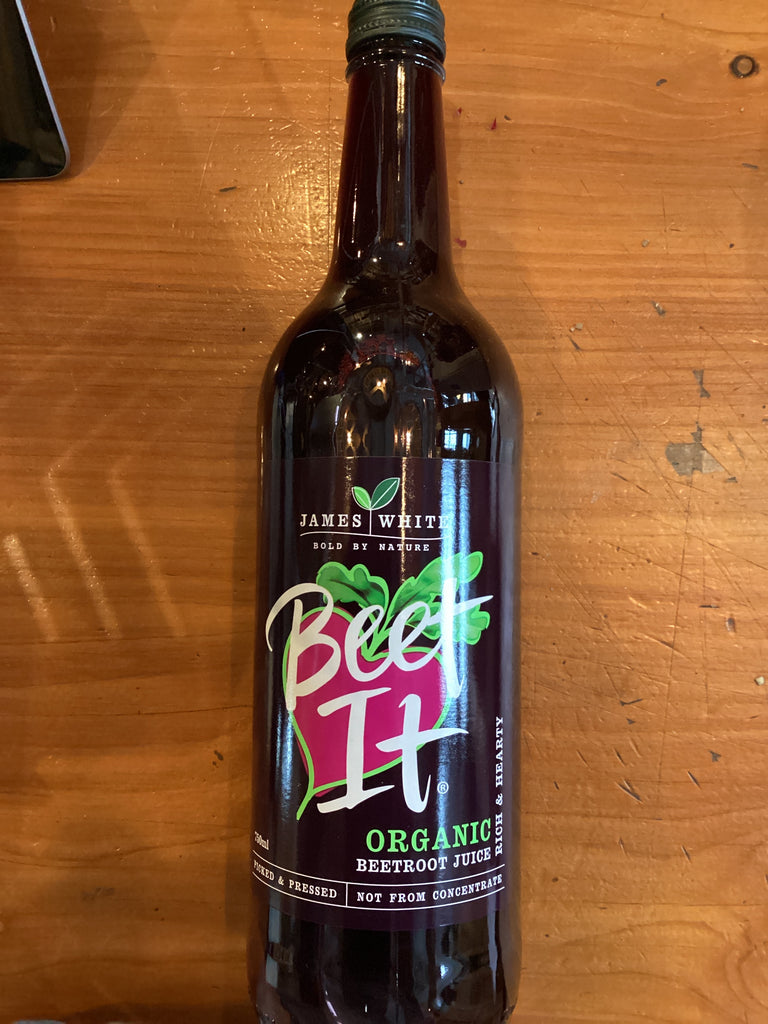 JAMES WHITE
BOLD BY NATURE
Beet
It®
ORGANIC
BEETROOT JUICE
RICH & HEARTY
750ml
PICKED & PRESSED
NOT FROM CONCENTRATE